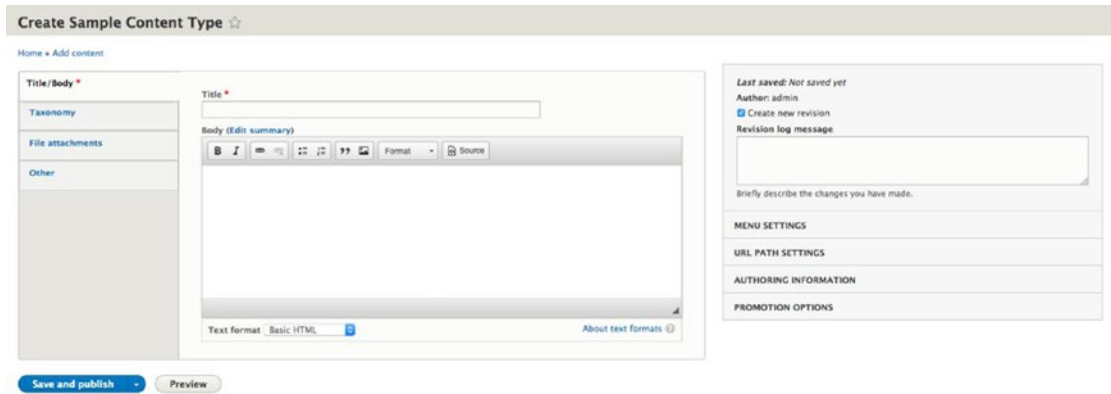 Create Sample Content Type
Home » Add content
Title/Body *
Taxonomy
File attachments
Other
Title *
Body (Edit summary)
B I Format Source
Text format Basic HTML
About text formats
Last saved: Not saved yet
Author: admin
Create new revision
Revision log message
Briefly describe the changes you have made.
MENU SETTINGS
URL PATH SETTINGS
AUTHORING INFORMATION
PROMOTION OPTIONS
Save and publish
Preview